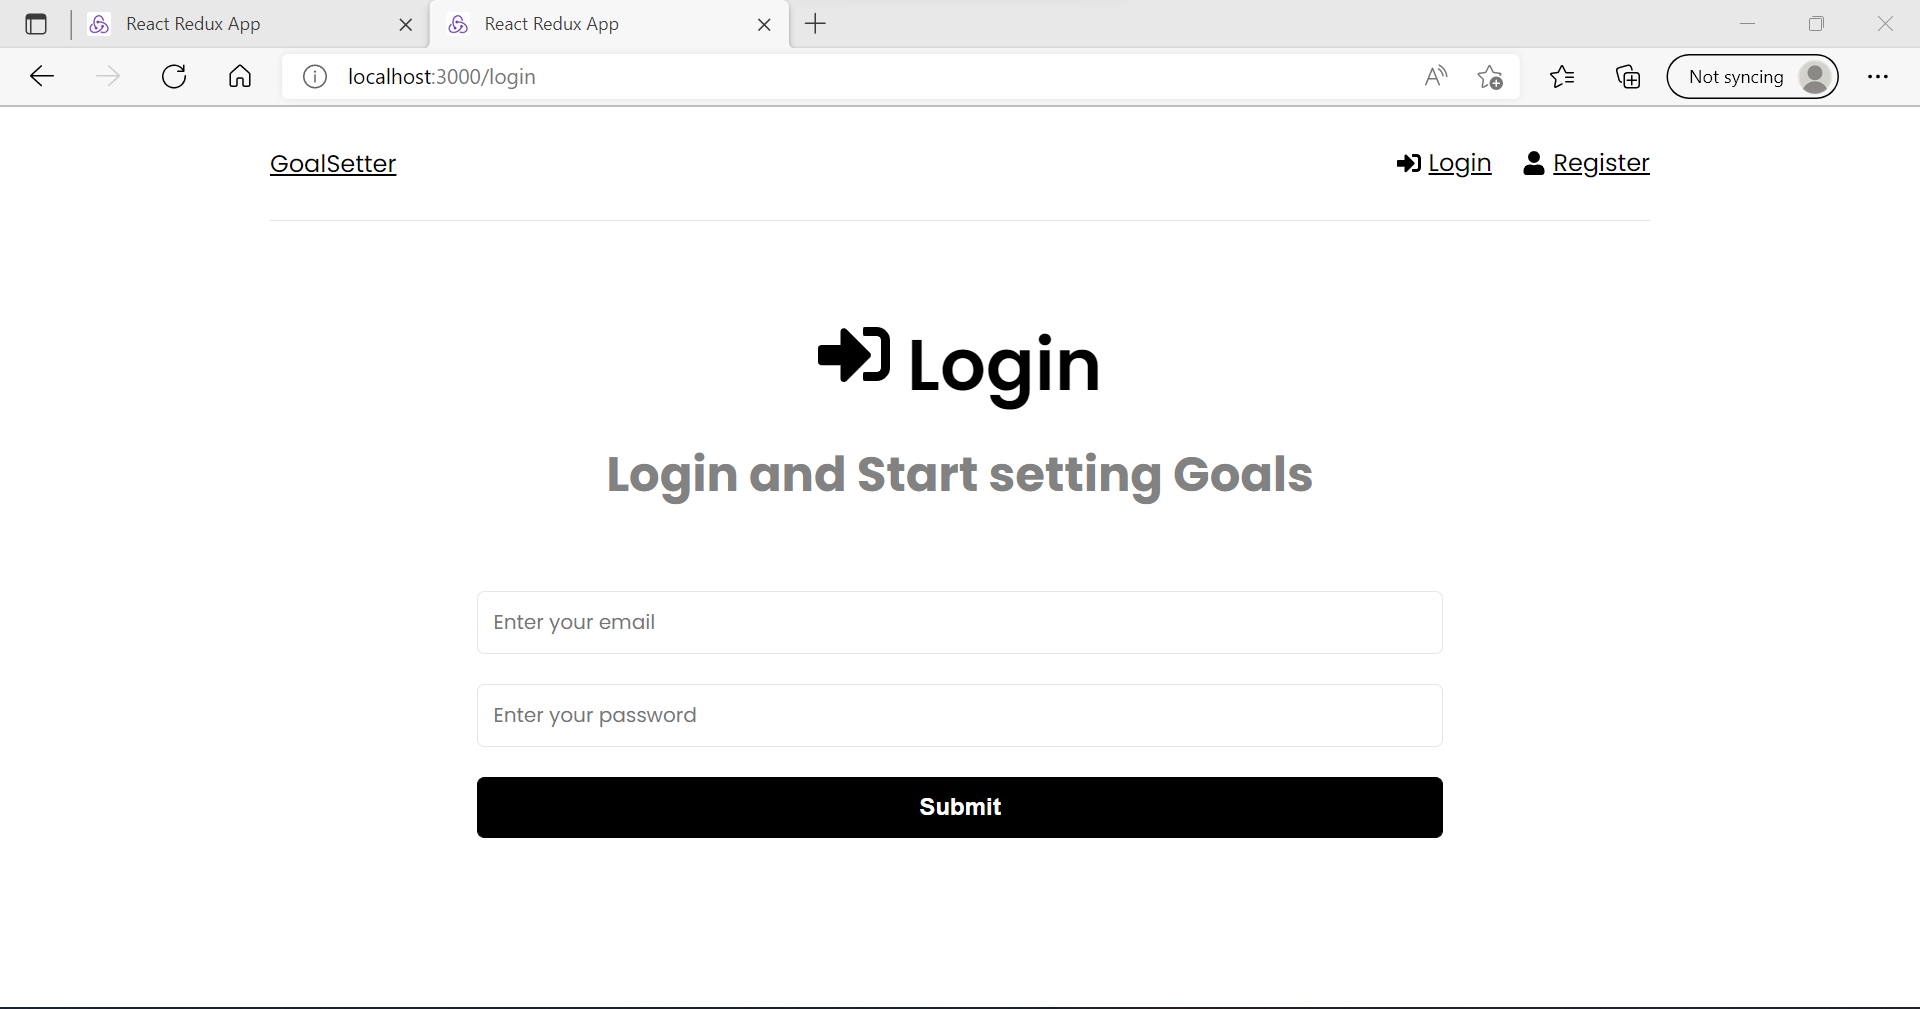 React Redux App
React Redux App
localhost:3000/login
Not syncing
GoalSetter
Login
Register
Login
Login and Start setting Goals
Enter your email
Enter your password
Submit